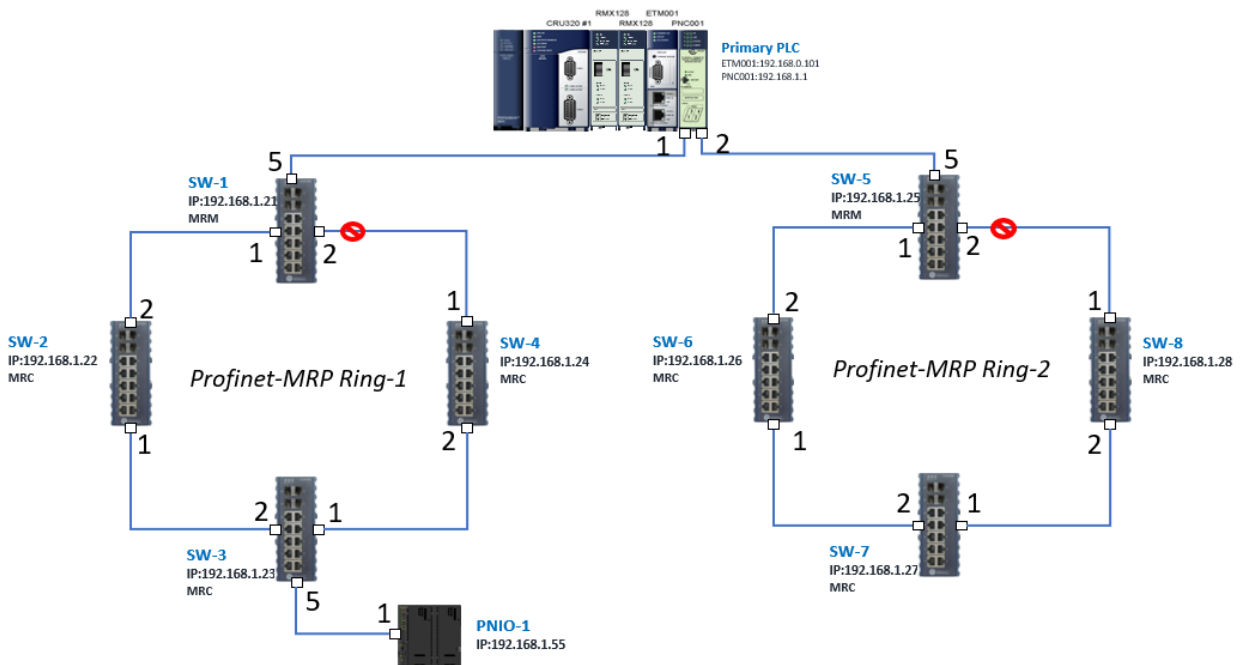 RMX128 ETM001
CRU320 #1 RMX128 PNC001
Primary PLC
ETM001:192.168.0.101
PNC001:192.168.1.1
1 2
5
SW-1
IP:192.168.1.21
MRM
1 2
5
SW-5
IP:192.168.1.25
MRM
1 2
2
SW-2
IP:192.168.1.22
MRC
1
Profinet-MRP Ring-1
1
SW-4
IP:192.168.1.24
MRC
2
2
SW-6
IP:192.168.1.26
MRC
1
Profinet-MRP Ring-2
1
SW-8
IP:192.168.1.28
MRC
2
2 1
SW-3
IP:192.168.1.23
MRC
5
2 1
SW-7
IP:192.168.1.27
MRC
1
PNIO-1
IP:192.168.1.55